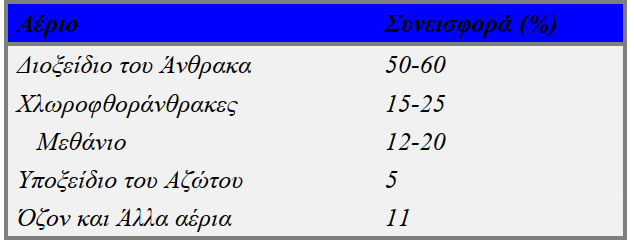 Αέριο Συνεισφορά (%)
Διοξείδιο του Άνθρακα 50-60
Χλωροφθοράνθρακες 15-25
Μεθάνιο 12-20
Υποξείδιο του Αζώτου 5
Όζον και Άλλα αέρια 11